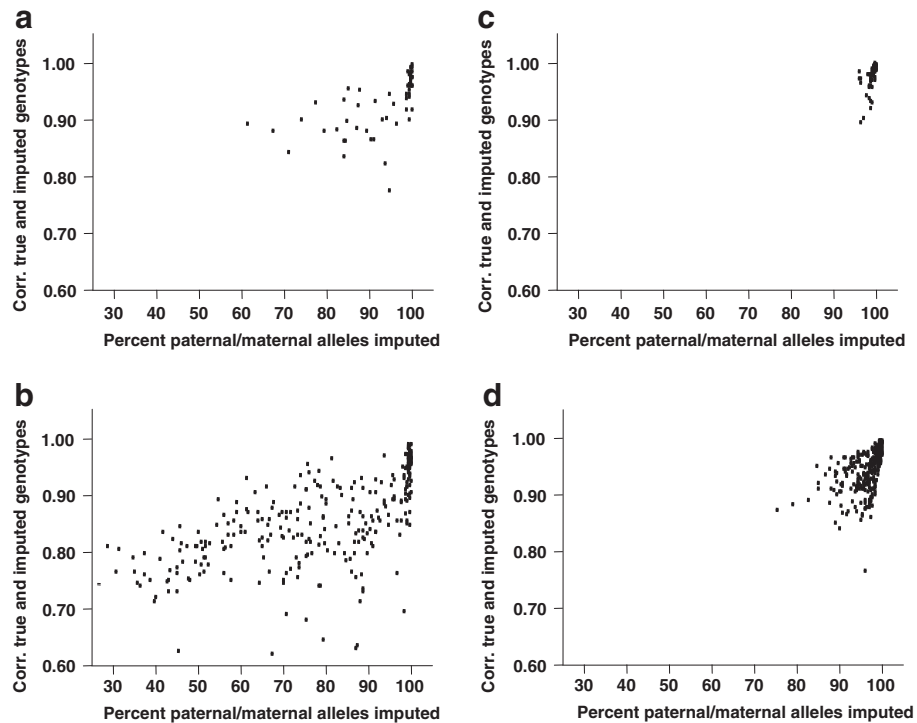 a
Corr. true and imputed genotypes
1.00
0.90
0.80
0.70
0.60
30 40 50 60 70 80 90 100
Percent paternal/maternal alleles imputed
c
Corr. true and imputed genotypes
1.00
0.90
0.80
0.70
0.60
30 40 50 60 70 80 90 100
Percent paternal/maternal alleles imputed
b
Corr. true and imputed genotypes
1.00
0.90
0.80
0.70
0.60
30 40 50 60 70 80 90 100
Percent paternal/maternal alleles imputed
d
Corr. true and imputed genotypes
1.00
0.90
0.80
0.70
0.60
30 40 50 60 70 80 90 100
Percent paternal/maternal alleles imputed